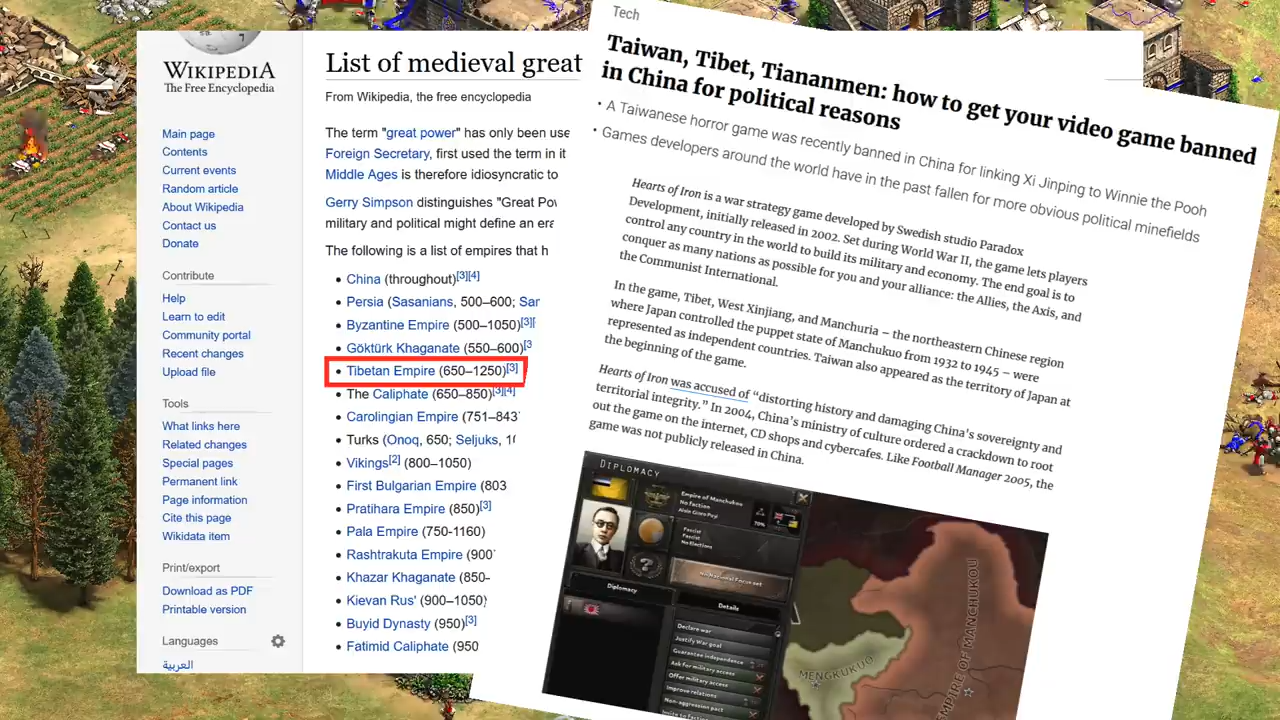 WIKIPEDIA
The Free Encyclopedia
Main page
Contents
Current events
Random article
About Wikipedia
Contact us
Donate
Contribute
Help
Learn to edit
Community portal
Recent changes
Upload file
Tools
What links here
Related changes
Special pages
Permanent link
Page information
Cite this page
Wikidata item
Print/export
Download as PDF
Printable version
Languages
العربية
List of medieval great
From Wikipedia, the free encyclopedia
The term "great power" has only been use
Foreign Secretary, first used the term in it
Middle Ages is therefore idiosyncratic to
Gerry Simpson distinguishes "Great Pov
military and political might define an era
The following is a list of empires that h
• China (throughout)[3][4]
• Persia (Sasanians, 500–600; Sar
• Byzantine Empire (500–1050)[3][
• Göktürk Khaganate (550–600)[3
• Tibetan Empire (650–1250)[3]
• The Caliphate (650–850)[3][4]
• Carolingian Empire (751–843
• Turks (Onoq, 650; Seljuks, 1(
• Vikings[2] (800–1050)
• First Bulgarian Empire (803
• Pratihara Empire (850)[3]
• Pala Empire (750-1160)
• Rashtrakuta Empire (900
• Khazar Khaganate (850–
• Kievan Rus' (900–1050)
• Buyid Dynasty (950)[3]
• Fatimid Caliphate (950
Tech
Taiwan, Tibet, Tiananmen: how to get your video game banned
in China for political reasons
• A Taiwanese horror game was recently banned in China for linking Xi Jinping to Winnie the Pooh
• Games developers around the world have in the past fallen for more obvious political minefields
Hearts of Iron is a war strategy game developed by Swedish studio Paradox
Development, initially released in 2002. Set during World War II, the game lets players
control any country in the world to build its military and economy. The end goal is to
conquer as many nations as possible for you and your alliance: the Allies, the Axis, and
the Communist International.
In the game, Tibet, West Xinjiang, and Manchuria – the northeastern Chinese region
where Japan controlled the puppet state of Manchukuo from 1932 to 1945 – were
represented as independent countries. Taiwan also appeared as the territory of Japan at
the beginning of the game.
Hearts of Iron was accused of “distorting history and damaging China’s sovereignty and
territorial integrity.” In 2004, China’s ministry of culture ordered a crackdown to root
out the game on the internet, CD shops and cybercafes. Like Football Manager 2005, the
game was not publicly released in China.
DIPLOMACY
Empire of Manchukuo
No Faction
Aisin Gioro Puyi
70%
Fascist
Fascist
No Elections
?
No National Focus set
Diplomacy
Details
Declare war
Justify War goal
Guarantee independence
Ask for military access
Offer military access
Improve relations
Non-aggression pact
Invite to Faction
MENGKUKUO
EMPIRE OF MANCHUKUO